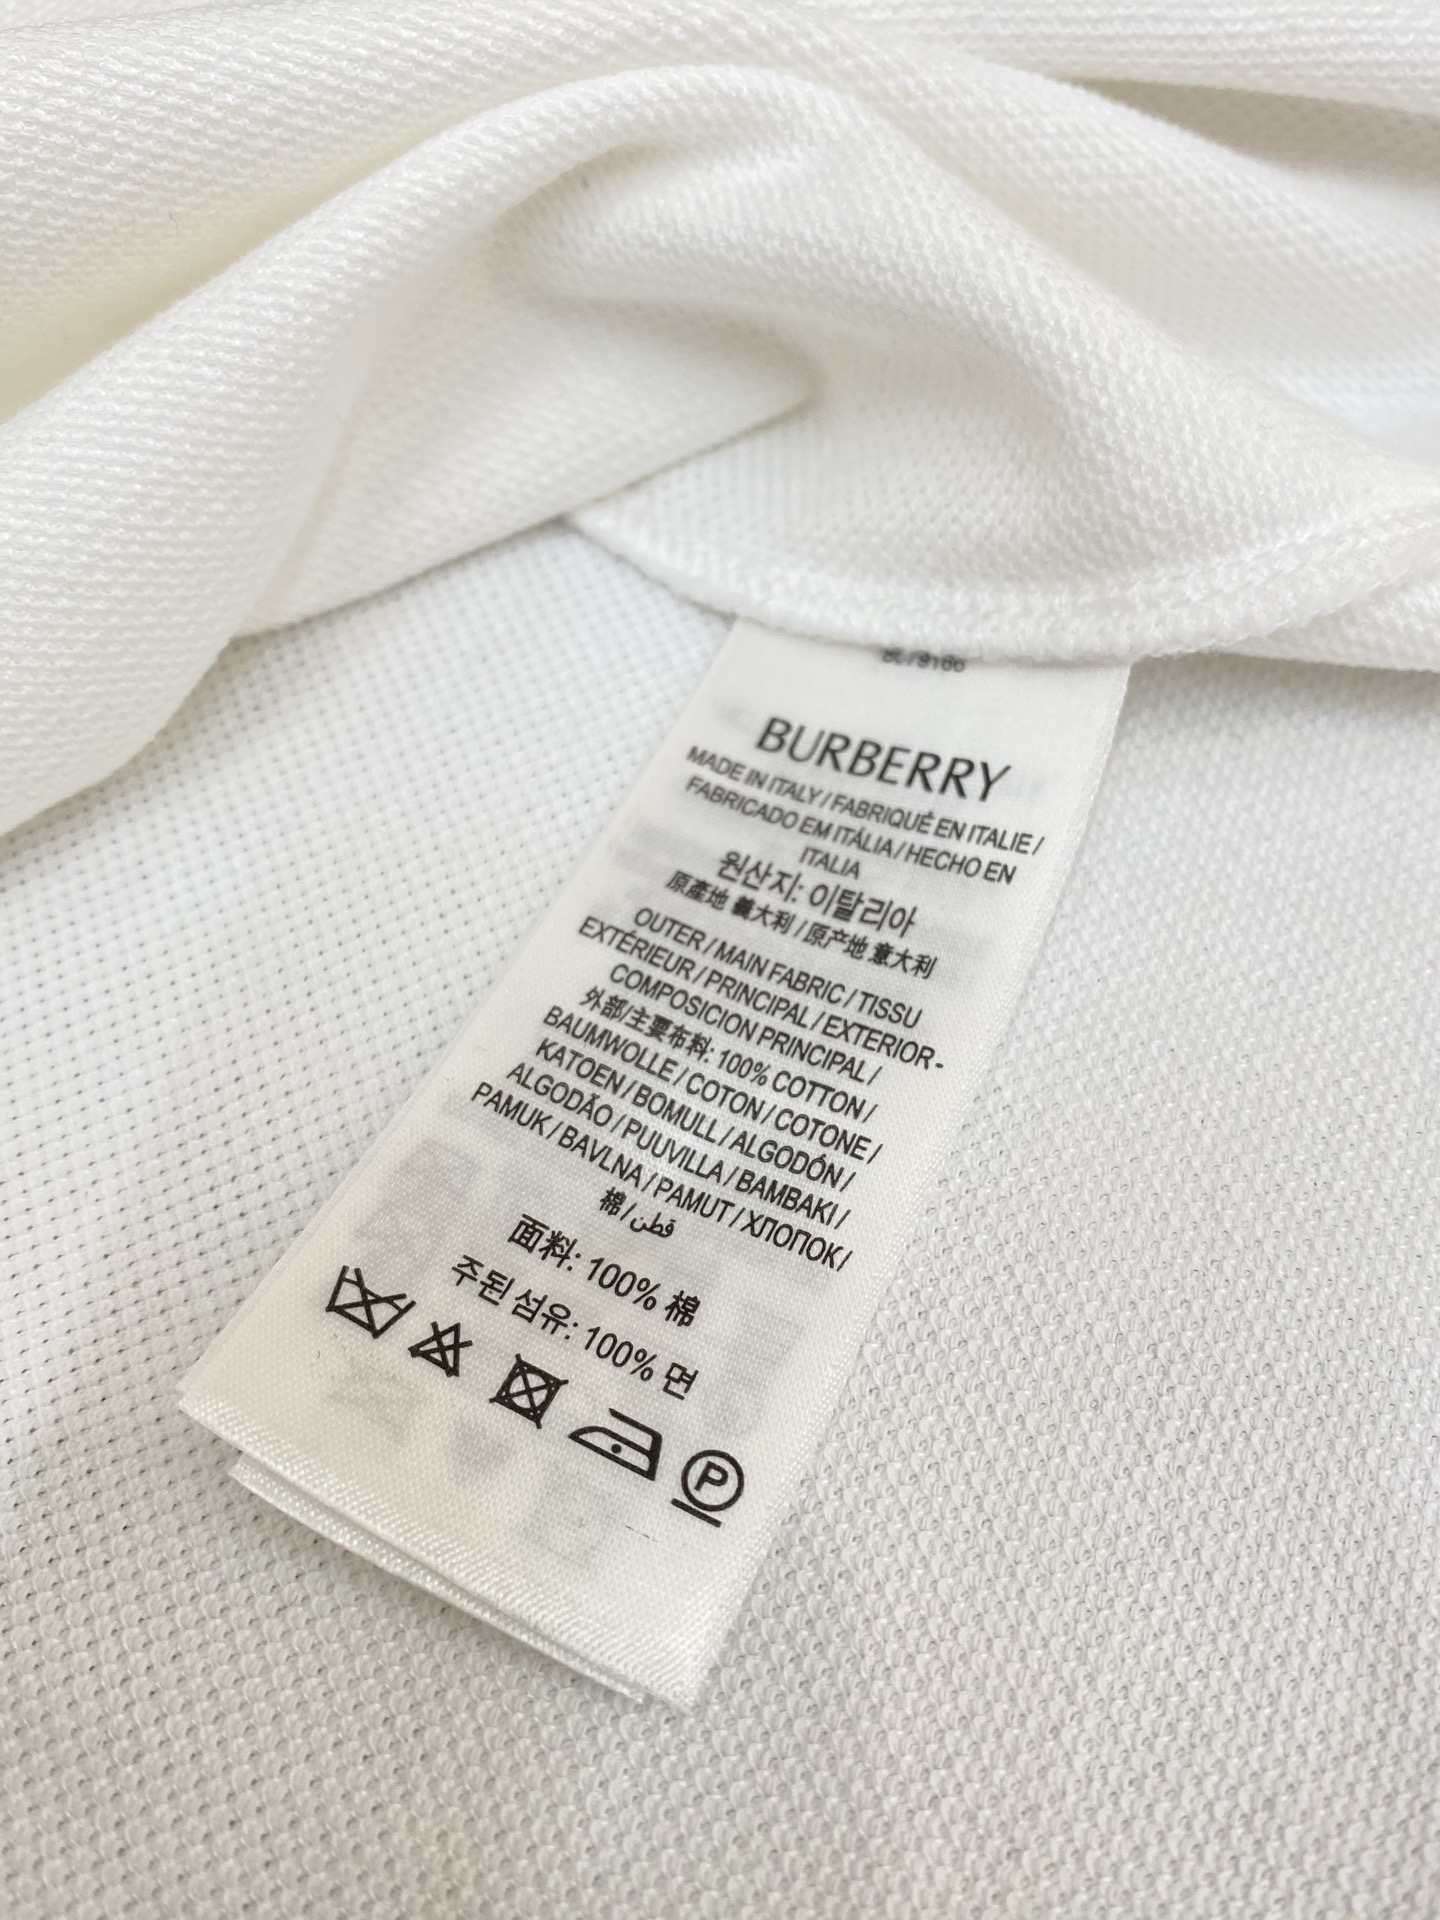 BURBERRY
MADE IN ITALY / FABRIQUÉ EN ITALIE /
FABRICADO EM ITÁLIA / HECHO EN
ITALIA
원산지: 이탈리아
原產地 義大利 / 原产地 意大利
OUTER / MAIN FABRIC / TISSU
EXTÉRIEUR / PRINCIPAL / EXTERIOR -
COMPOSICION PRINCIPAL /
外部/主要布料: 100% COTTON /
BAUMWOLLE / COTON / COTONE /
KATOEN / BOMULL / ALGODÓN /
ALGODÃO / PUUVILLA / BAMBAKI /
PAMUK / BAVLNA / PAMUT / ХЛОПОК /
棉 / قطن
面料: 100% 棉
주된 섬유: 100% 면
P